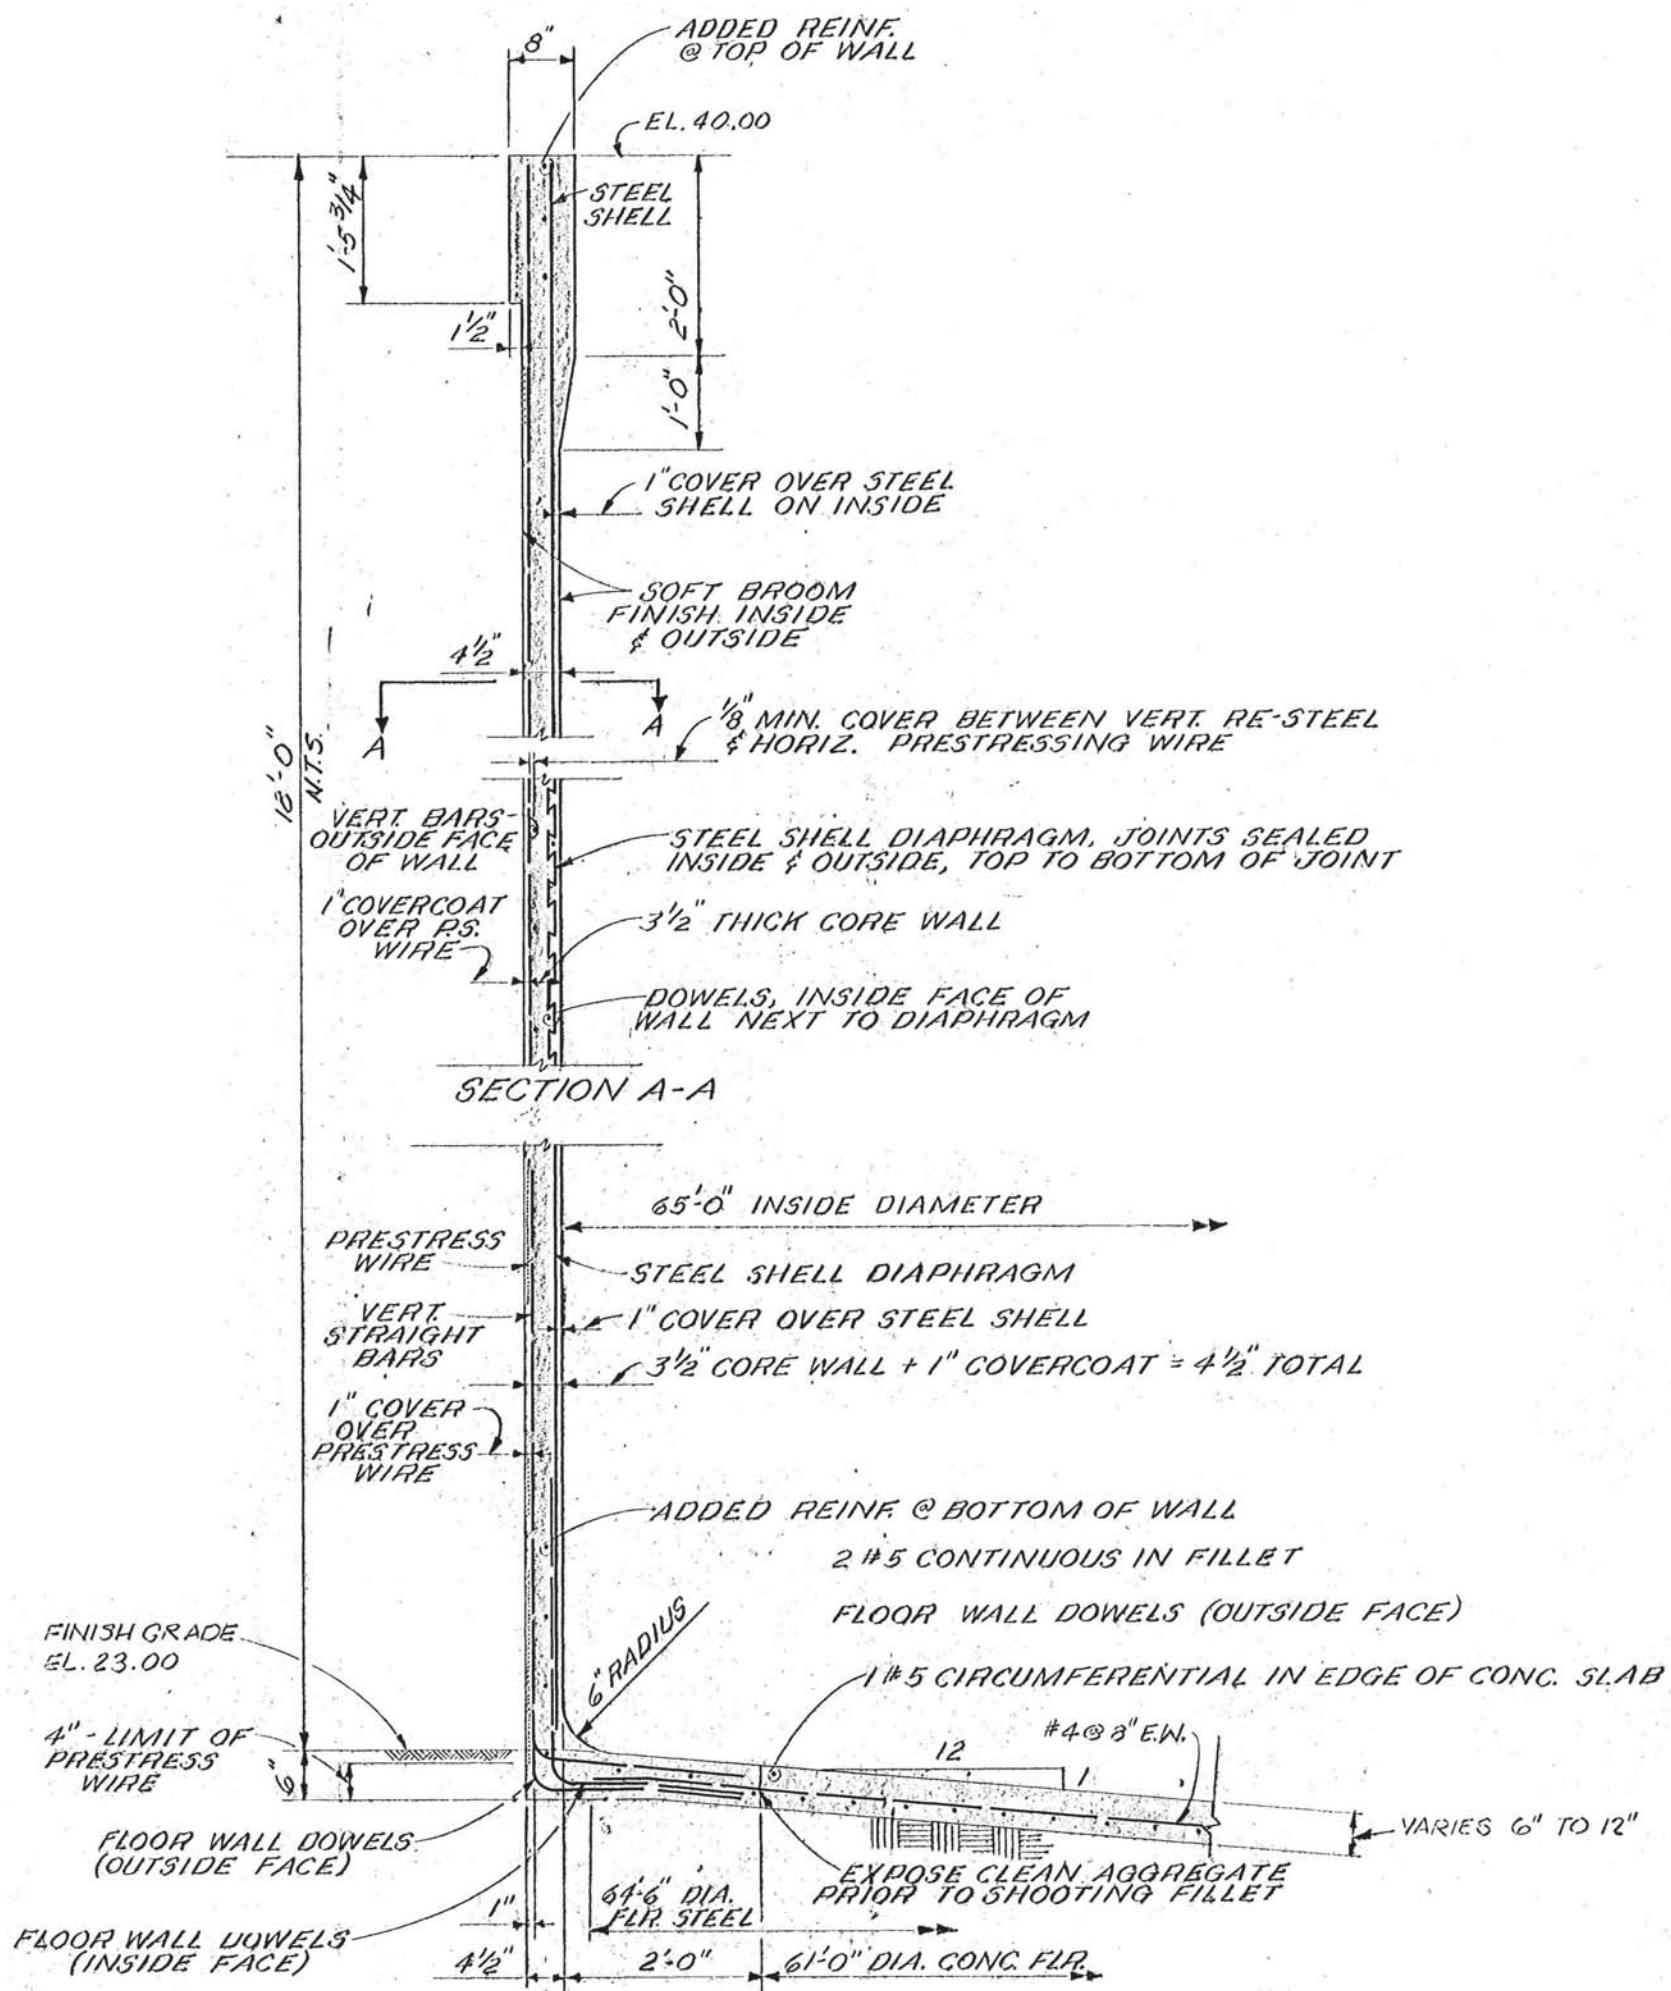 8"
ADDED REINF.
@ TOP OF WALL
EL. 40.00
STEEL
SHELL
1'-5 3/4"
1 1/2"
2'-0"
1'-0"
1" COVER OVER STEEL
SHELL ON INSIDE
SOFT BROOM
FINISH INSIDE
& OUTSIDE
4 1/2"
A
A
18'-0"
N.T.S.
1/8" MIN. COVER BETWEEN VERT. RE-STEEL
& HORIZ. PRESTRESSING WIRE
VERT. BARS
OUTSIDE FACE
OF WALL
STEEL SHELL DIAPHRAGM, JOINTS SEALED
INSIDE & OUTSIDE, TOP TO BOTTOM OF JOINT
1" COVERCOAT
OVER P.S.
WIRE
3 1/2" THICK CORE WALL
DOWELS, INSIDE FACE OF
WALL NEXT TO DIAPHRAGM
SECTION A-A
65'-0" INSIDE DIAMETER
PRESTRESS
WIRE
STEEL SHELL DIAPHRAGM
VERT.
STRAIGHT
BARS
1" COVER OVER STEEL SHELL
3 1/2" CORE WALL + 1" COVERCOAT = 4 1/2" TOTAL
1" COVER
OVER
PRESTRESS
WIRE
ADDED REINF. @ BOTTOM OF WALL
2 #5 CONTINUOUS IN FILLET
FLOOR WALL DOWELS (OUTSIDE FACE)
6" RADIUS
FINISH GRADE
EL. 23.00
1 #5 CIRCUMFERENTIAL IN EDGE OF CONC. SLAB
#4 @ 8" E.W.
12
1
4" - LIMIT OF
PRESTRESS
WIRE
6"
VARIES 6" TO 12"
FLOOR WALL DOWELS
(OUTSIDE FACE)
EXPOSE CLEAN AGGREGATE
PRIOR TO SHOOTING FILLET
64'-6" DIA.
FLR. STEEL
1"
FLOOR WALL DOWELS
(INSIDE FACE)
4 1/2"
2'-0"
61'-0" DIA. CONC. FLR.